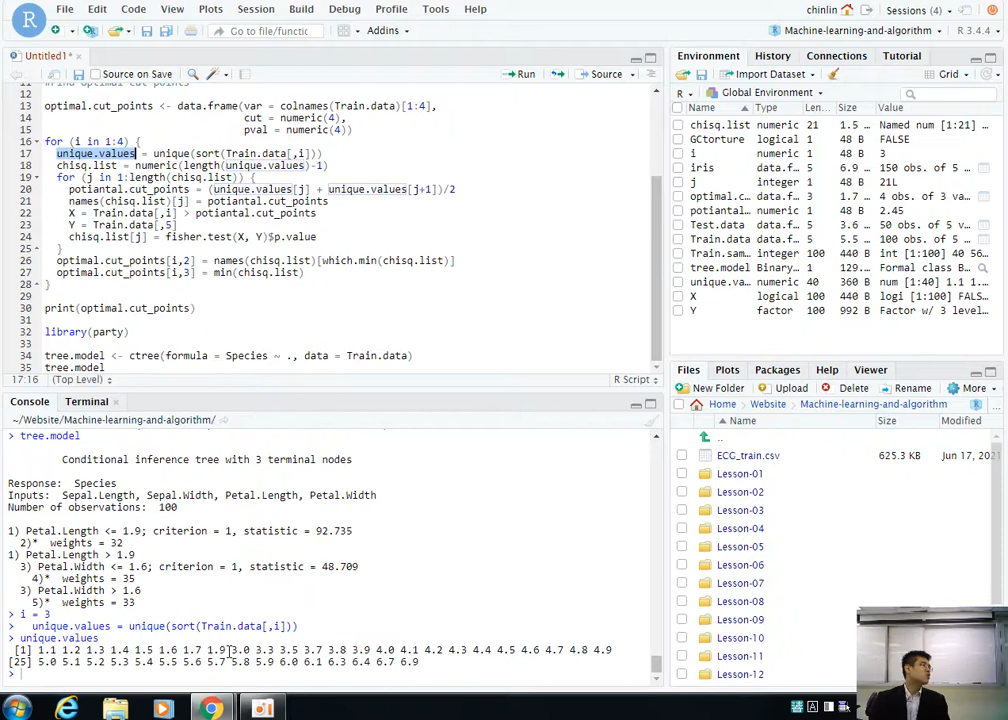 R File Edit Code View Plots Session Build Debug Profile Tools Help chinlin Sessions (4)
Go to file/functic Addins Machine-learning-and-algorithm R 3.4.4
Untitled1* ×
Source on Save Run Source
11 #find optimal cut points
12
13 optimal.cut_points <- data.frame(var = colnames(Train.data)[1:4],
14 cut = numeric(4),
15 pval = numeric(4))
16 for (i in 1:4) {
17 unique.values = unique(sort(Train.data[,i]))
18 chisq.list = numeric(length(unique.values)-1)
19 for (j in 1:length(chisq.list)) {
20 potiantal.cut_points = (unique.values[j] + unique.values[j+1])/2
21 names(chisq.list)[j] = potiantal.cut_points
22 X = Train.data[,i] > potiantal.cut_points
23 Y = Train.data[,5]
24 chisq.list[j] = fisher.test(X, Y)$p.value
25 }
26 optimal.cut_points[i,2] = names(chisq.list)[which.min(chisq.list)]
27 optimal.cut_points[i,3] = min(chisq.list)
28 }
29
30 print(optimal.cut_points)
31
32 library(party)
33
34 tree.model <- ctree(formula = Species ~ ., data = Train.data)
35 tree.model
17:16 (Top Level) R Script
Console Terminal ×
~/Website/Machine-learning-and-algorithm/
> tree.model
Conditional inference tree with 3 terminal nodes
Response: Species
Inputs: Sepal.Length, Sepal.Width, Petal.Length, Petal.Width
Number of observations: 100
1) Petal.Length <= 1.9; criterion = 1, statistic = 92.735
2)* weights = 32
1) Petal.Length > 1.9
3) Petal.Width <= 1.6; criterion = 1, statistic = 48.709
4)* weights = 35
3) Petal.Width > 1.6
5)* weights = 33
> i = 3
> unique.values = unique(sort(Train.data[,i]))
> unique.values
[1] 1.1 1.2 1.3 1.4 1.5 1.6 1.7 1.9 3.0 3.3 3.5 3.7 3.8 3.9 4.0 4.1 4.2 4.3 4.4 4.5 4.6 4.7 4.8 4.9
[25] 5.0 5.1 5.2 5.3 5.4 5.5 5.6 5.7 5.8 5.9 6.0 6.1 6.3 6.4 6.7 6.9
>
Environment History Connections Tutorial
Import Dataset Grid
R Global Environment
Name Type Len... Size Value
chisq.list numeric 21 1.5 ... Named num [1:21] ...
GCtorture logical 1 48 B FALSE
i numeric 1 48 B 3
iris data.f... 5 7.1 ... 150 obs. of 5 va...
j integer 1 48 B 21L
optimal.c... data.f... 3 1.7 ... 4 obs. of 3 va...
potiantal... numeric 1 48 B 2.45
Test.data data.f... 5 3.6 ... 50 obs. of 5 v...
Train.data data.f... 5 5.5 ... 100 obs. of 5 ...
Train.sam... integer 100 440 B int [1:100] 40 56...
tree.model Binary... 1 129... Formal class B...
unique.va... numeric 40 360 B num [1:40] 1.1 1...
X logical 100 440 B logi [1:100] FALS...
Y factor 100 992 B Factor w/ 3 level...
Files Plots Packages Help Viewer
New Folder Upload Delete Rename More
Home Website Machine-learning-and-algorithm ...
Name Size Modified
..
ECG_train.csv 625.3 KB Jun 17, 202
Lesson-01
Lesson-02
Lesson-03
Lesson-04
Lesson-05
Lesson-06
Lesson-07
Lesson-08
Lesson-09
Lesson-10
Lesson-11
Lesson-12